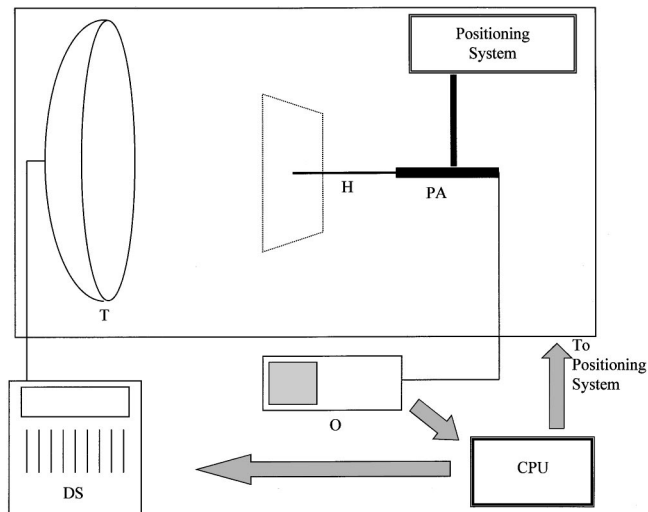 Positioning
System
H
PA
T
To
Positioning
System
O
CPU
DS